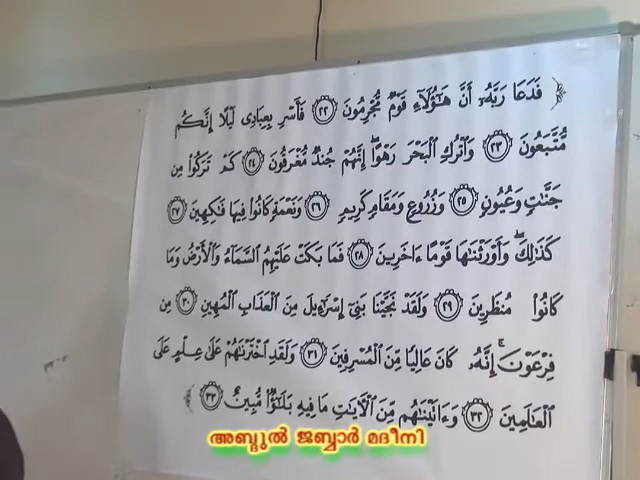 ﴿ فَدَعَا رَبَّهُۥٓ أَنَّ هَٰٓؤُلَآءِ قَوْمٌ مُّجْرِمُونَ ٢٢ فَأَسْرِ بِعِبَادِى لَيْلًا إِنَّكُم
مُّتَّبَعُونَ ٢٣ وَٱتْرُكِ ٱلْبَحْرَ رَهْوًا ۖ إِنَّهُمْ جُندٌ مُّغْرَقُونَ ٢٤ كَمْ تَرَكُوا۟ مِن
جَنَّٰتٍ وَعُيُونٍ ٢٥ وَزُرُوعٍ وَمَقَامٍ كَرِيمٍ ٢٦ وَنَعْمَةٍ كَانُوا۟ فِيهَا فَٰكِهِينَ ٢٧
كَذَٰلِكَ ۖ وَأَوْرَثْنَٰهَا قَوْمًا ءَاخَرِينَ ٢٨ فَمَا بَكَتْ عَلَيْهِمُ ٱلسَّمَآءُ وَٱلْأَرْضُ وَمَا
كَانُوا۟ مُنظَرِينَ ٢٩ وَلَقَدْ نَجَّيْنَا بَنِىٓ إِسْرَٰٓءِيلَ مِنَ ٱلْعَذَابِ ٱلْمُهِينِ ٣٠ مِن
فِرْعَوْنَ ۚ إِنَّهُۥ كَانَ عَالِيًا مِّنَ ٱلْمُسْرِفِينَ ٣١ وَلَقَدِ ٱخْتَرْنَٰهُمْ عَلَىٰ عِلْمٍ عَلَى
ٱلْعَٰلَمِينَ ٣٢ وَءَاتَيْنَٰهُم مِّنَ ٱلْءَايَٰتِ مَا فِيهِ بَلَٰٓؤٌا۟ مُّبِينٌ ٣٣ ﴾
അബ്ദുൽ ജബ്ബാർ മദീനി